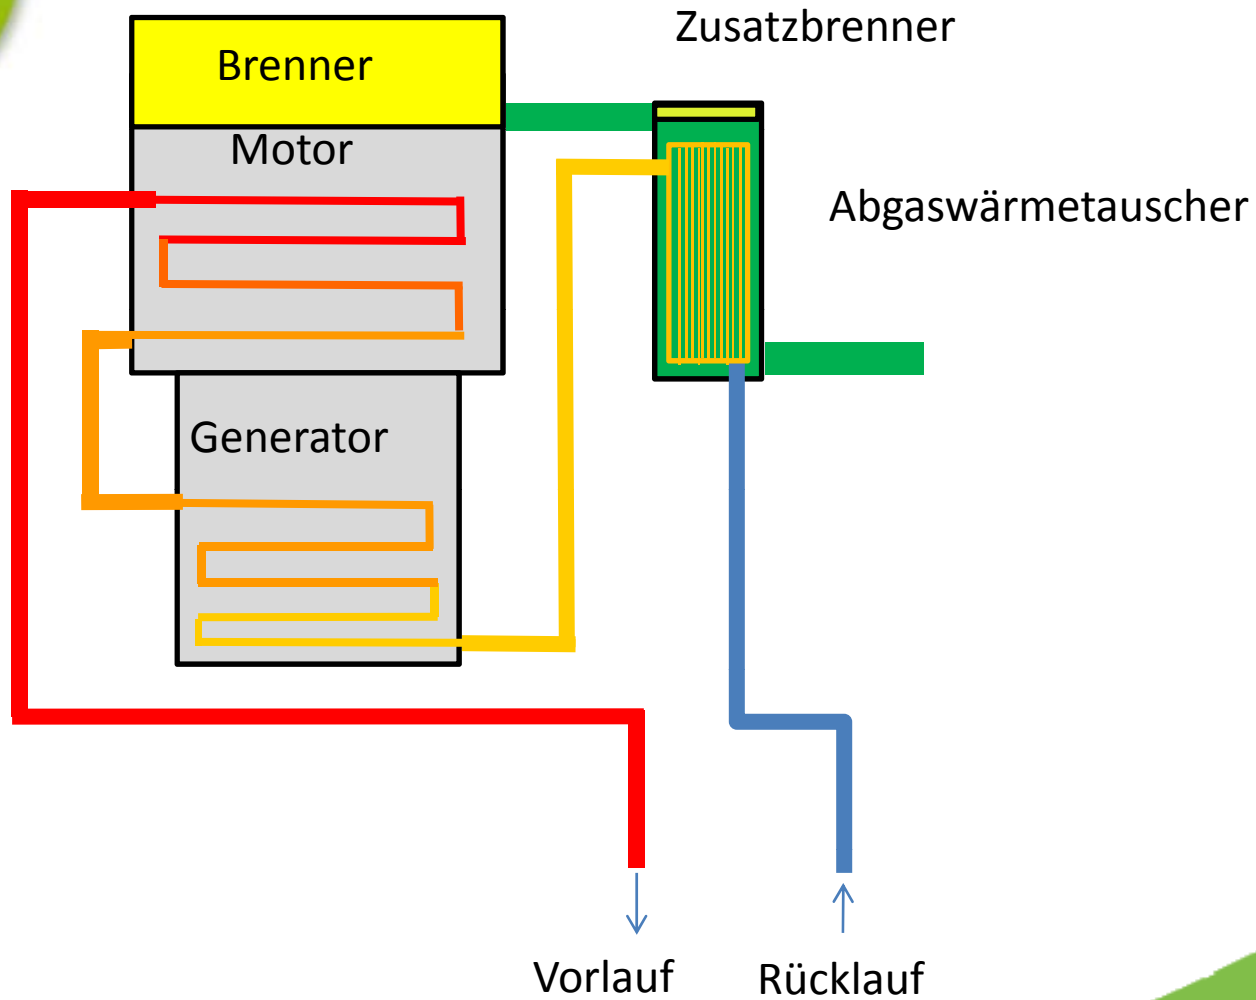 Zusatzbrenner
Brenner
Motor
Abgaswärmetauscher
Generator
Vorlauf
Rücklauf